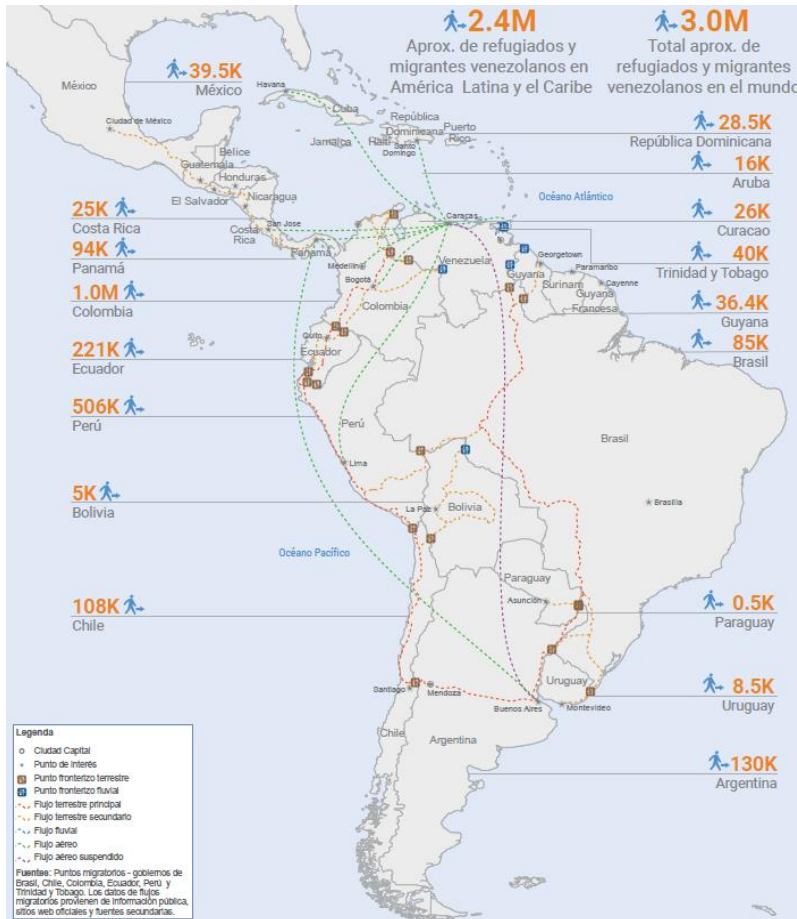 2.4M
Aprox. de refugiados y
migrantes venezolanos en
América Latina y el Caribe
3.0M
Total aprox. de
refugiados y migrantes
venezolanos en el mundo
39.5K
México
28.5K
República Dominicana
16K
Aruba
26K
Curacao
40K
Trinidad y Tobago
36.4K
Guyana
85K
Brasil
25K
Costa Rica
94K
Panamá
1.0M
Colombia
221K
Ecuador
506K
Perú
5K
Bolivia
108K
Chile
0.5K
Paraguay
8.5K
Uruguay
130K
Argentina
México
Ciudad de México
Havana
Cuba
República
Dominicana
Puerto
Rico
Jamaica
Haití
Santo
Domingo
Belice
Guatemala
Honduras
El Salvador
Nicaragua
Costa
Rica
San Jose
Panamá
Océano Atlántico
Caracas
Venezuela
Medellín
Bogotá
Colombia
Georgetown
Guyana
Paramaribo
Surinam
Cayenne
Guyana
Francesa
Quito
Ecuador
Perú
Lima
Brasil
Brasilia
La Paz
Bolivia
Océano Pacífico
Paraguay
Asunción
Uruguay
Montevideo
Buenos Aires
Santiago
Mendoza
Chile
Argentina
Legenda
Ciudad Capital
Punto de interés
Punto fronterizo terrestre
Punto fronterizo fluvial
Flujo terrestre principal
Flujo terrestre secundario
Flujo fluvial
Flujo aéreo
Flujo aéreo suspendido
Fuentes: Puntos migratorios - gobiernos de
Brasil, Chile, Colombia, Ecuador, Perú y
Trinidad y Tobago. Los datos de flujos
migratorios provienen de información pública,
sitios web oficiales y fuentes secundarias.